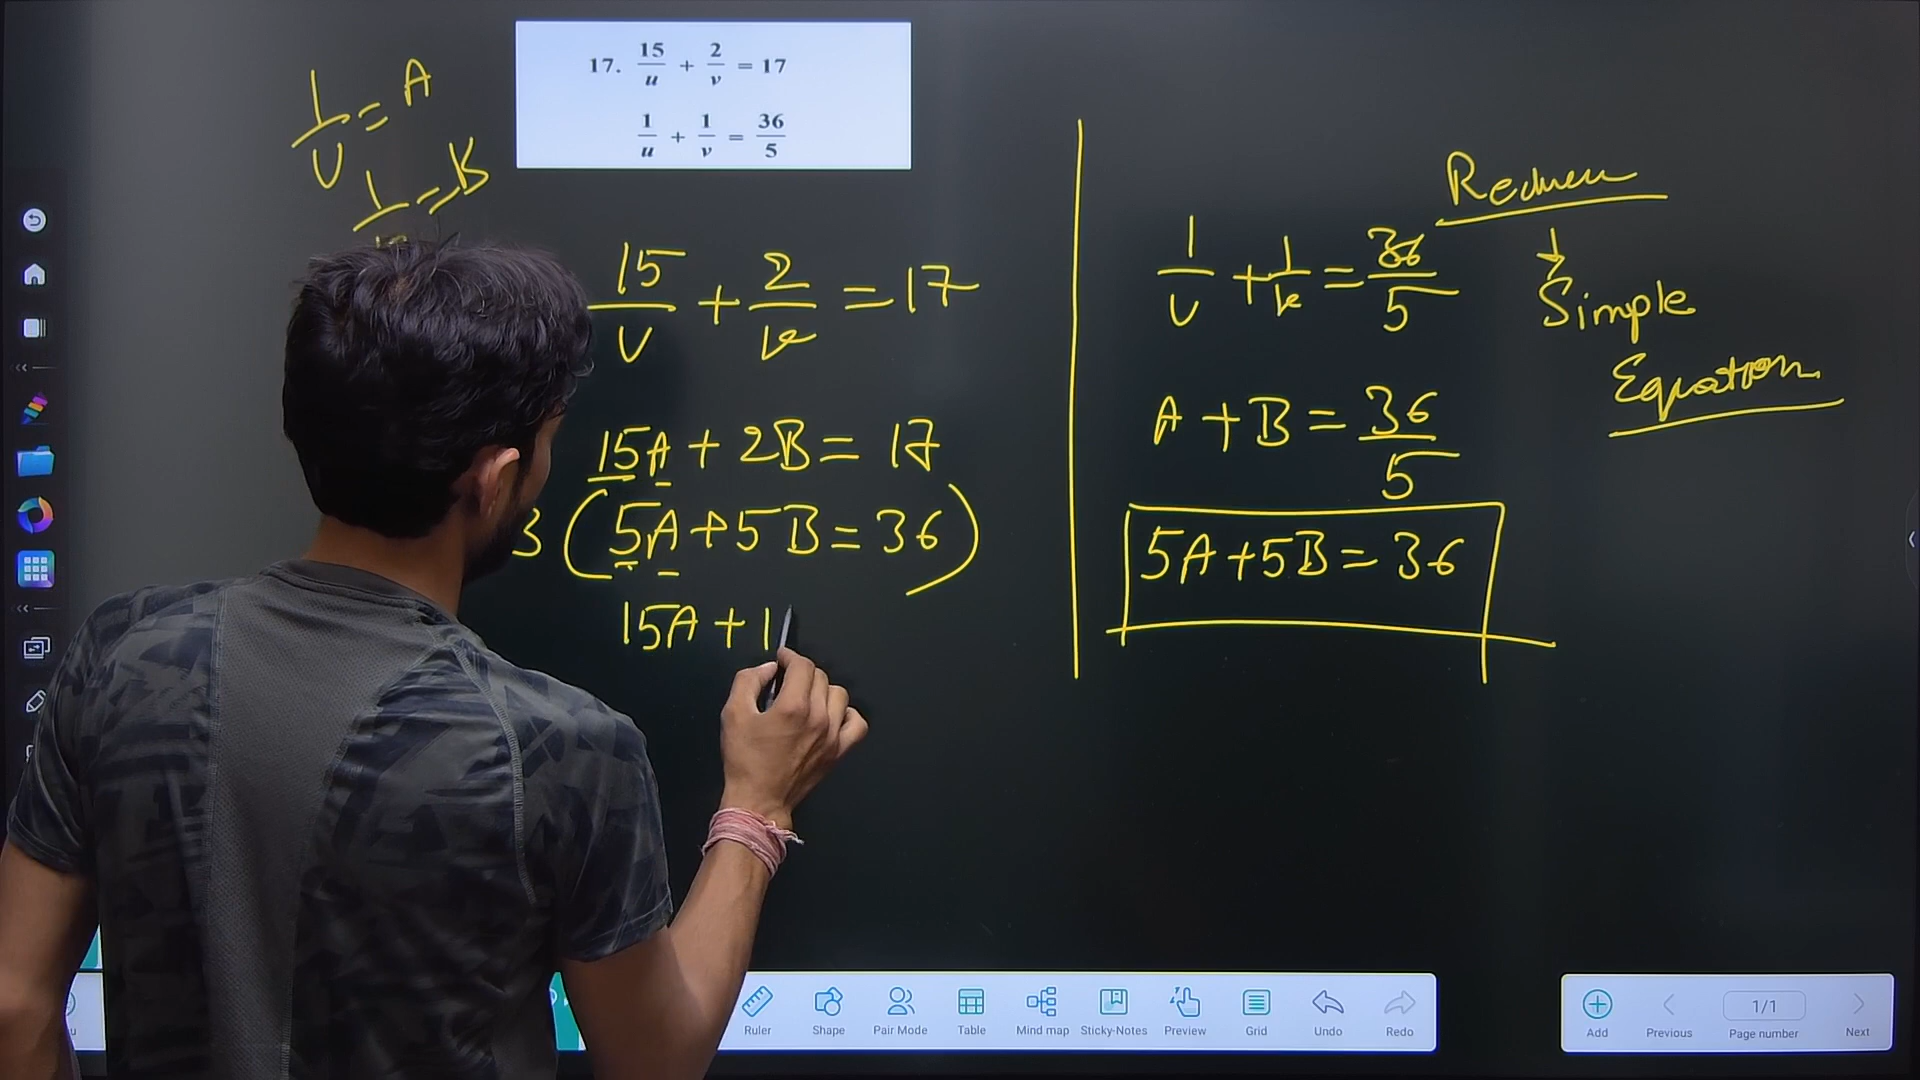 17. 15/u + 2/v = 17
1/u + 1/v = 36/5
1/U = A
1/ = B
15/U + 2/v = 17
15A + 2B = 17
3 (5A + 5B = 36)
15A + 1
1/U + 1/v = 36/5
A + B = 36/5
5A + 5B = 36
Simple
Equation
Ruler
Shape
Pair Mode
Table
Mind map
Sticky-Notes
Preview
Grid
Undo
Redo
Add
Previous
1/1
Page number
Next